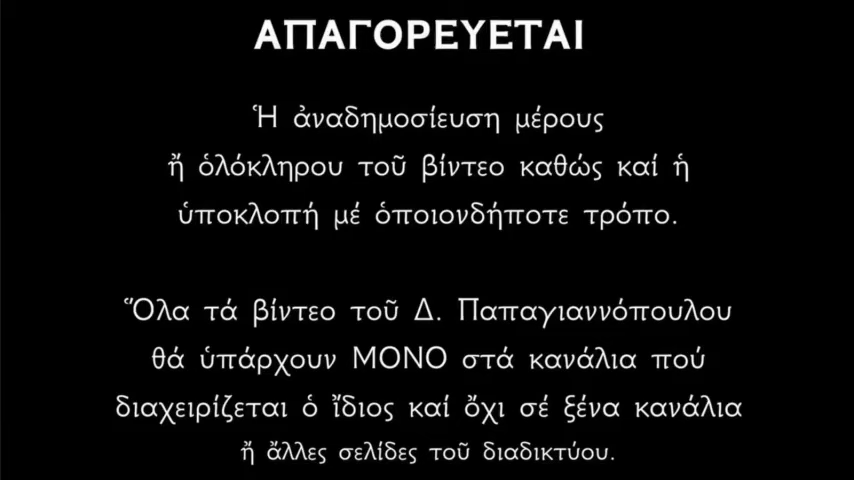 ΑΠΑΓΟΡΕΥΕΤΑΙ
Ἡ ἀναδημοσίευση μέρους
ἤ ὁλόκληρου τοῦ βίντεο καθώς καί ἡ
ὑποκλοπή μέ ὁποιονδήποτε τρόπο.
Ὅλα τά βίντεο τοῦ Δ. Παπαγιαννόπουλου
θά ὑπάρχουν ΜΟΝΟ στά κανάλια πού
διαχειρίζεται ὁ ἴδιος καί ὄχι σέ ξένα κανάλια
ἤ ἄλλες σελίδες τοῦ διαδικτύου.